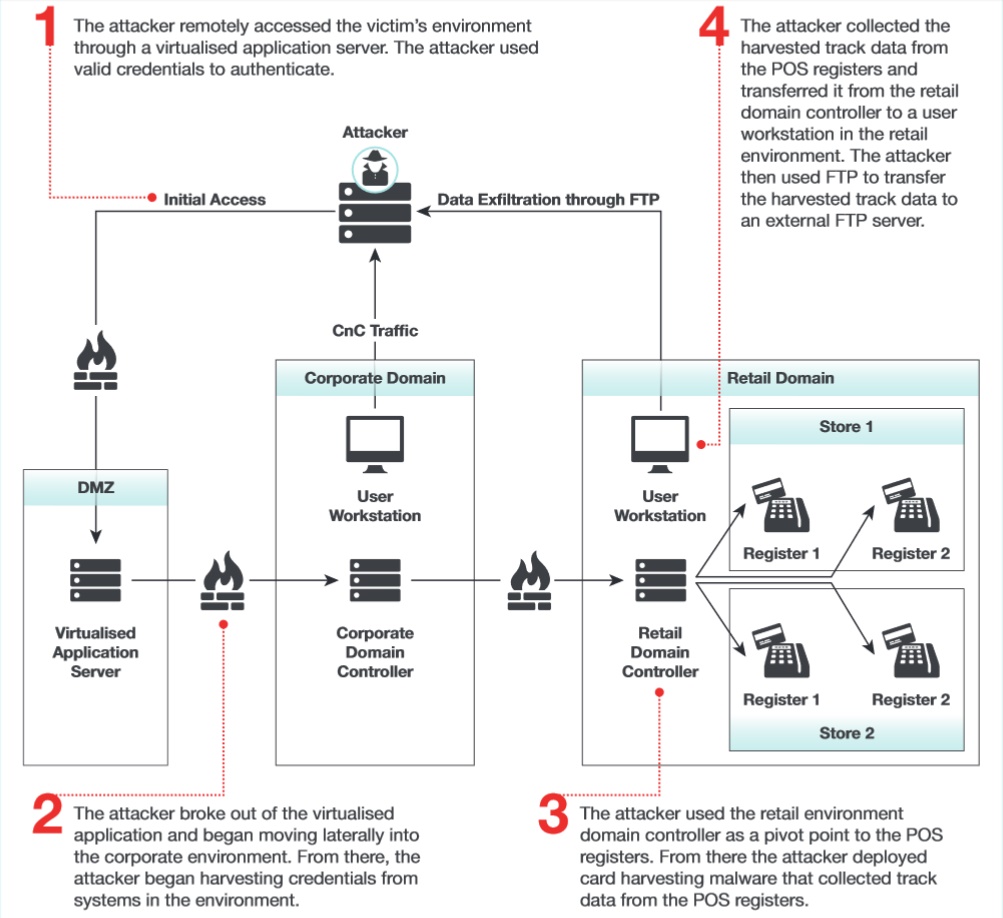 1
The attacker remotely accessed the victim's environment
through a virtualised application server. The attacker used
valid credentials to authenticate.
4
The attacker collected the
harvested track data from
the POS registers and
transferred it from the retail
domain controller to a user
workstation in the retail
environment. The attacker
then used FTP to transfer
the harvested track data to
an external FTP server.
Attacker
Initial Access
Data Exfiltration through FTP
CnC Traffic
Corporate Domain
Retail Domain
Store 1
DMZ
User
Workstation
User
Workstation
Register 1
Register 2
Virtualised
Application
Server
Corporate
Domain
Controller
Retail
Domain
Controller
Register 1
Register 2
Store 2
2
The attacker broke out of the virtualised
application and began moving laterally into
the corporate environment. From there, the
attacker began harvesting credentials from
systems in the environment.
3
The attacker used the retail environment
domain controller as a pivot point to the POS
registers. From there the attacker deployed
card harvesting malware that collected track
data from the POS registers.